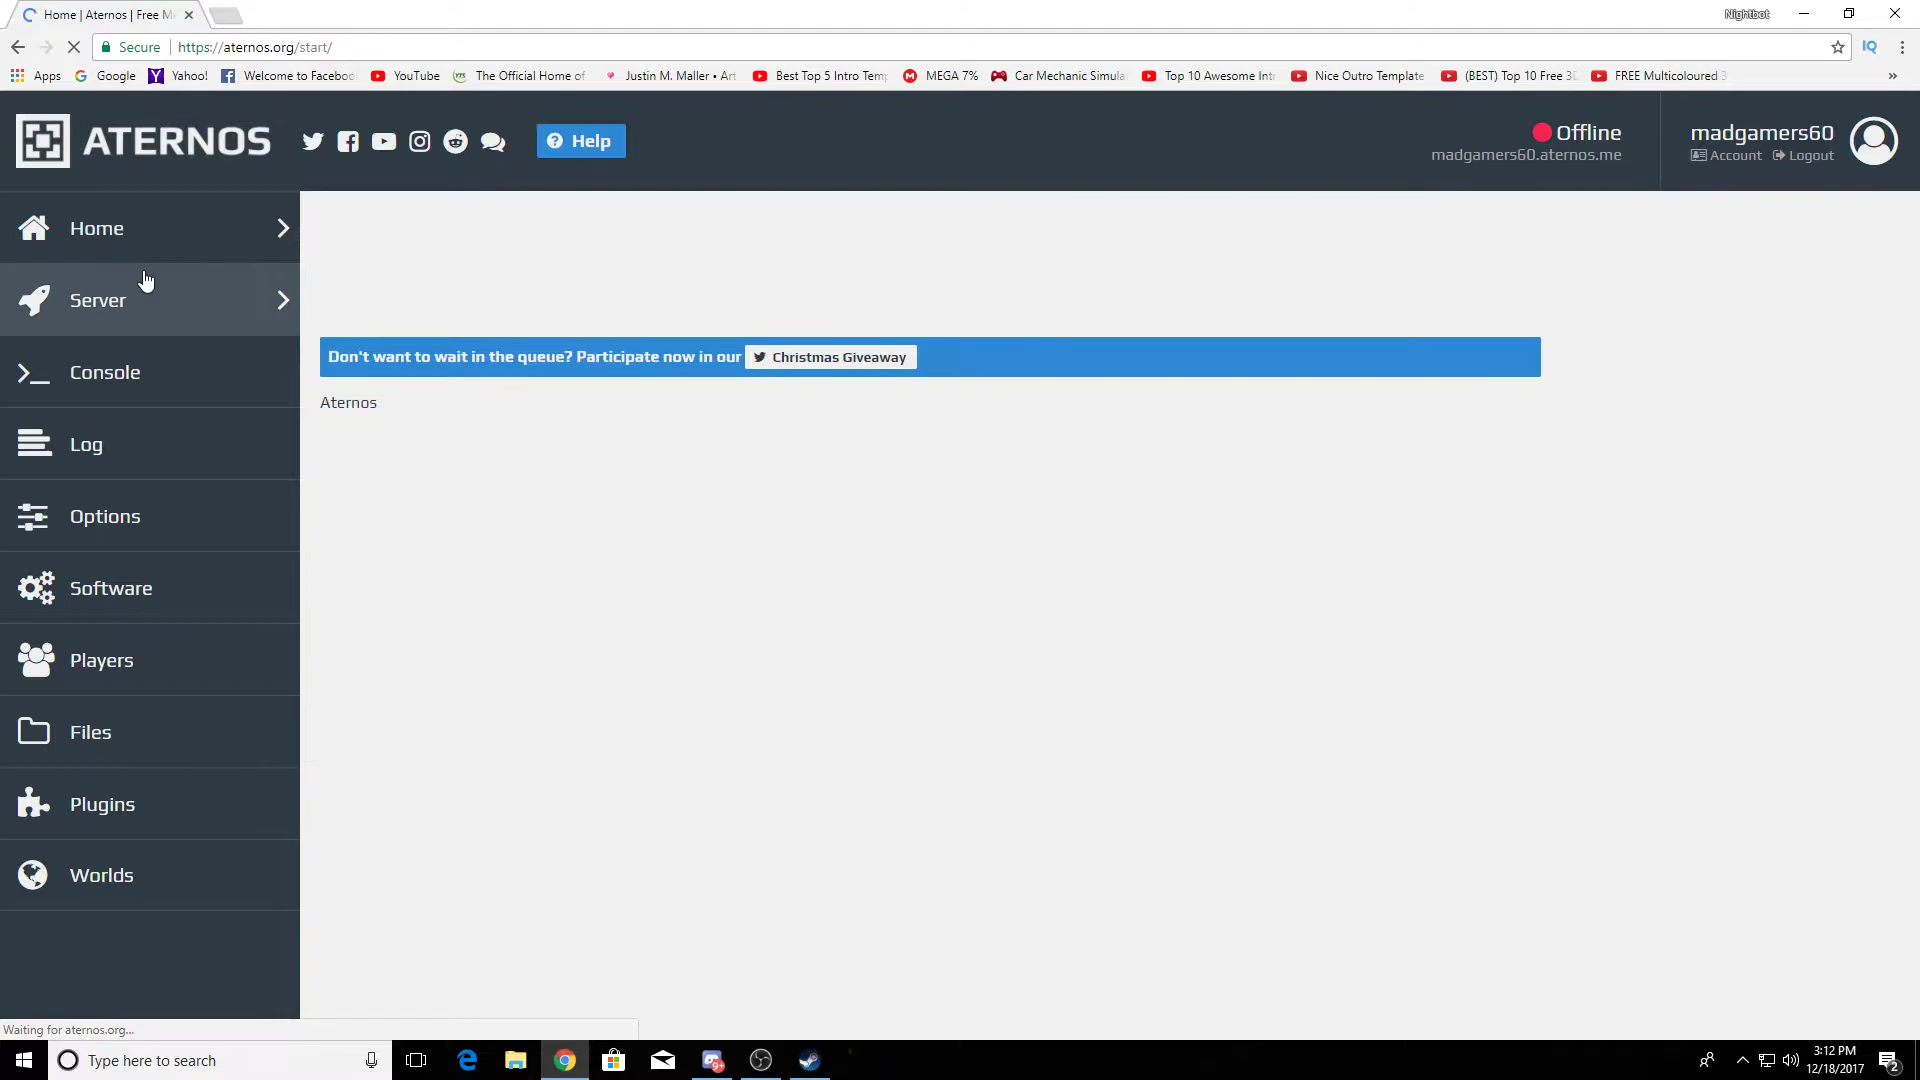 Home | Aternos | Free Mi
Nightbot
Secure | https://aternos.org/start/
Apps
Google
Yahoo!
Welcome to Faceboo
YouTube
The Official Home of
Justin M. Maller • Art
Best Top 5 Intro Tem
MEGA 7%
Car Mechanic Simula
Top 10 Awesome Int
Nice Outro Template
(BEST) Top 10 Free 3
FREE Multicoloured 3
»
ATERNOS
Help
Offline
madgamers60.aternos.me
madgamers60
Account
Logout
Home
Server
Console
Log
Options
Software
Players
Files
Plugins
Worlds
Don't want to wait in the queue? Participate now in our Christmas Giveaway
Aternos
Waiting for aternos.org...
Type here to search
9+
3:12 PM
12/18/2017
2